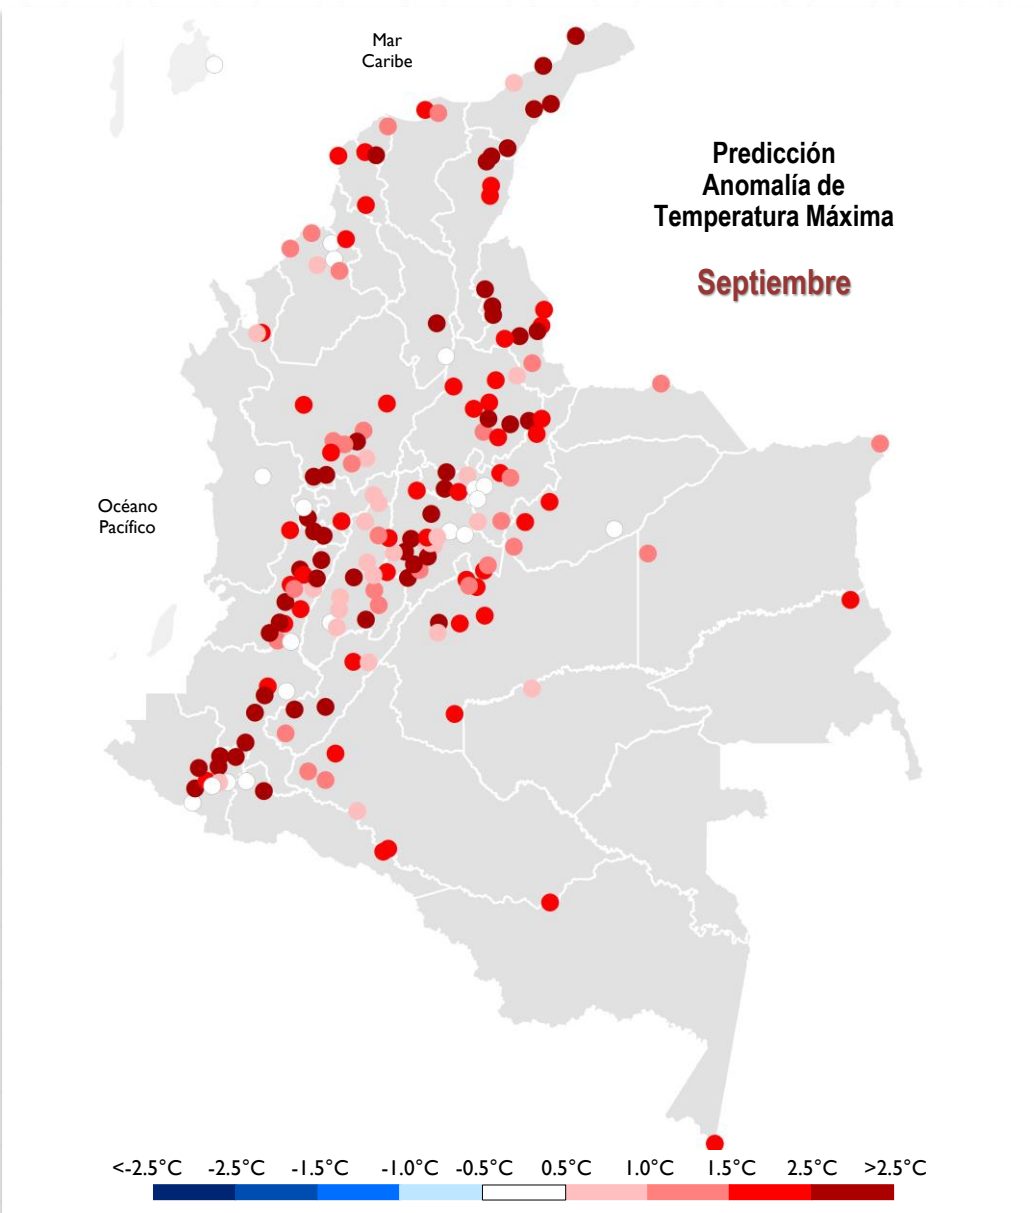 Mar
Caribe
Predicción
Anomalía de
Temperatura Máxima
Septiembre
Océano
Pacífico
<-2.5°C -2.5°C -1.5°C -1.0°C -0.5°C 0.5°C 1.0°C 1.5°C 2.5°C >2.5°C